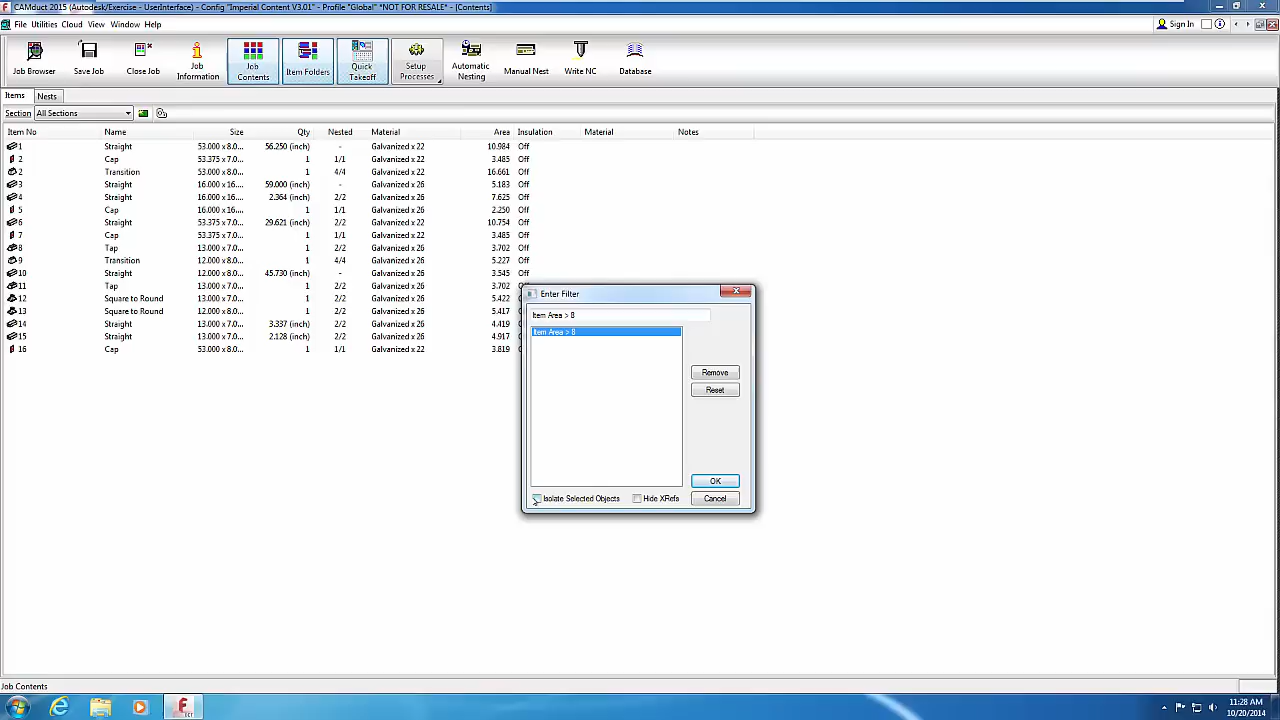 CAMduct 2015 (Autodesk/Exercise - UserInterface) - Config "Imperial Content V3.01" - Profile "Global" *NOT FOR RESALE* - [Contents]
File Utilities Cloud View Window Help Sign In
Job Browser Save Job Close Job Job Information Job Contents Item Folders Quick Takeoff Setup Processes Automatic Nesting Manual Nest Write NC Database
Items Nests
Section All Sections
Item No Name Size Qty Nested Material Area Insulation Material Notes
1 Straight 53.000 x 8.0... 56.250 (inch) - Galvanized x 22 10.984 Off
2 Cap 53.375 x 7.0... 1 1/1 Galvanized x 22 3.485 Off
2 Transition 53.000 x 8.0... 1 4/4 Galvanized x 22 16.661 Off
3 Straight 16.000 x 16.... 59.000 (inch) - Galvanized x 26 5.183 Off
4 Straight 16.000 x 16.... 2.364 (inch) 2/2 Galvanized x 26 7.625 Off
5 Cap 16.000 x 16.... 1 1/1 Galvanized x 26 2.250 Off
6 Straight 53.375 x 7.0... 29.621 (inch) 2/2 Galvanized x 22 10.754 Off
7 Cap 53.375 x 7.0... 1 1/1 Galvanized x 22 3.485 Off
8 Tap 13.000 x 7.0... 1 2/2 Galvanized x 26 3.702 Off
9 Transition 12.000 x 8.0... 1 4/4 Galvanized x 26 5.227 Off
10 Straight 12.000 x 8.0... 45.730 (inch) - Galvanized x 26 3.545 Off
11 Tap 13.000 x 7.0... 1 2/2 Galvanized x 26 3.702
12 Square to Round 13.000 x 7.0... 1 2/2 Galvanized x 26 5.422
13 Square to Round 12.000 x 8.0... 1 2/2 Galvanized x 26 5.417
14 Straight 13.000 x 7.0... 3.337 (inch) 2/2 Galvanized x 26 4.419
15 Straight 13.000 x 7.0... 2.128 (inch) 2/2 Galvanized x 26 4.917
16 Cap 53.000 x 8.0... 1 1/1 Galvanized x 22 3.819
Enter Filter
Item Area > 8
Item Area > 8
Remove
Reset
OK
Isolate Selected Objects Hide XRefs Cancel
Job Contents
11:28 AM
10/20/2014